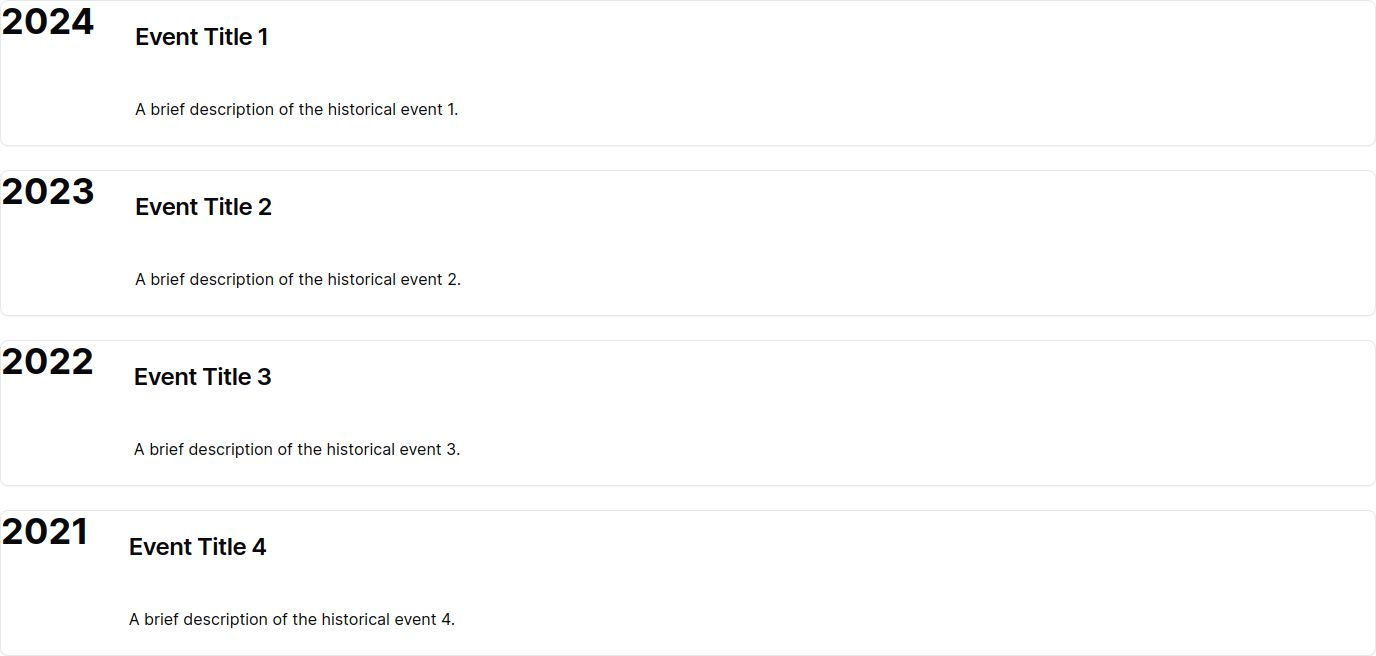 2024
Event Title 1
A brief description of the historical event 1.
2023
Event Title 2
A brief description of the historical event 2.
2022
Event Title 3
A brief description of the historical event 3.
2021
Event Title 4
A brief description of the historical event 4.